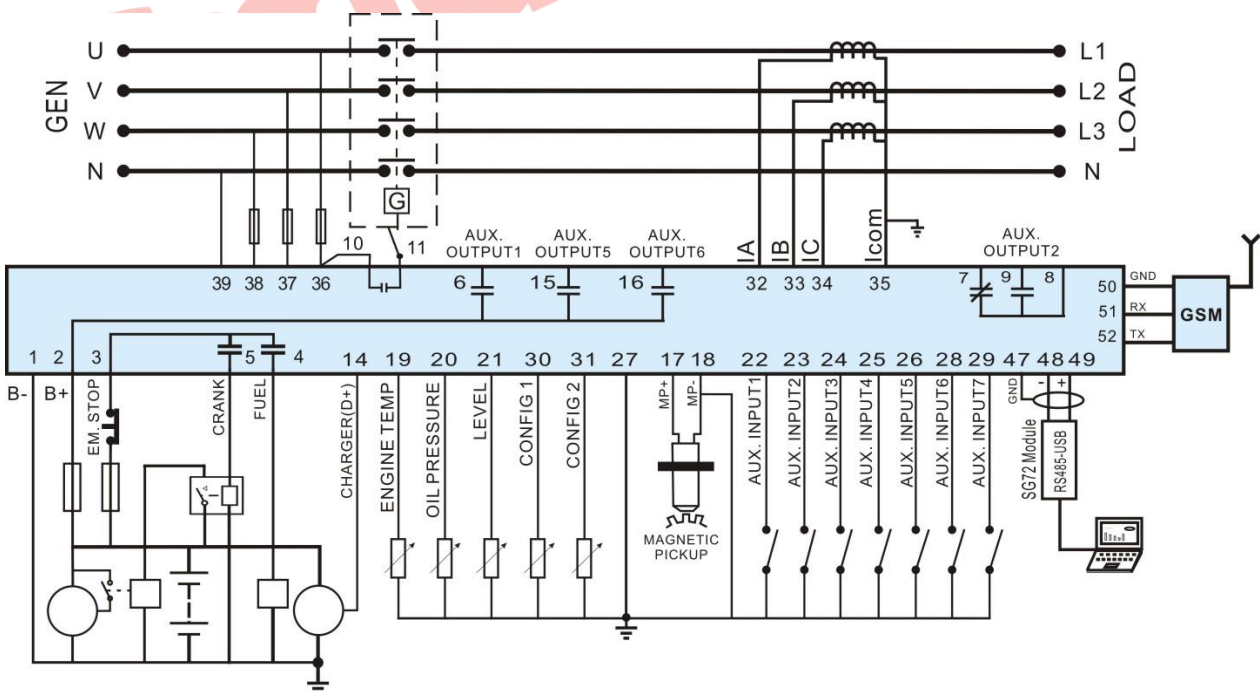 U
L1
GEN
V
L2
W
L3
LOAD
N
N
G
10
11
AUX.
OUTPUT1
AUX.
OUTPUT5
AUX.
OUTPUT6
IA
IB
IC
Icom
AUX.
OUTPUT2
39
38
37
36
6
15
16
32
33
34
35
7
9
8
50
GND
51
RX
52
TX
GSM
1
2
3
5
4
14
19
20
21
30
31
27
17
18
22
23
24
25
26
28
29
47
48
49
B-
B+
EM. STOP
CRANK
FUEL
CHARGER(D+)
ENGINE TEMP
OIL PRESSURE
LEVEL
CONFIG 1
CONFIG 2
MP+
MP-
AUX. INPUT1
AUX. INPUT2
AUX. INPUT3
AUX. INPUT4
AUX. INPUT5
AUX. INPUT6
AUX. INPUT7
GND
-
+
SG72 Module
RS485-USB
MAGNETIC
PICKUP